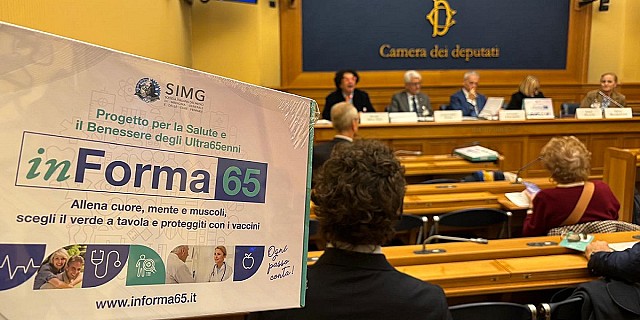 SIMG
Progetto per la Salute e
il Benessere degli Ultra65enni
inForma65
Allena cuore, mente e muscoli,
scegli il verde a tavola e proteggiti con i vaccini
Ogni
passo
conta!
www.informa65.it
Camera dei deputati